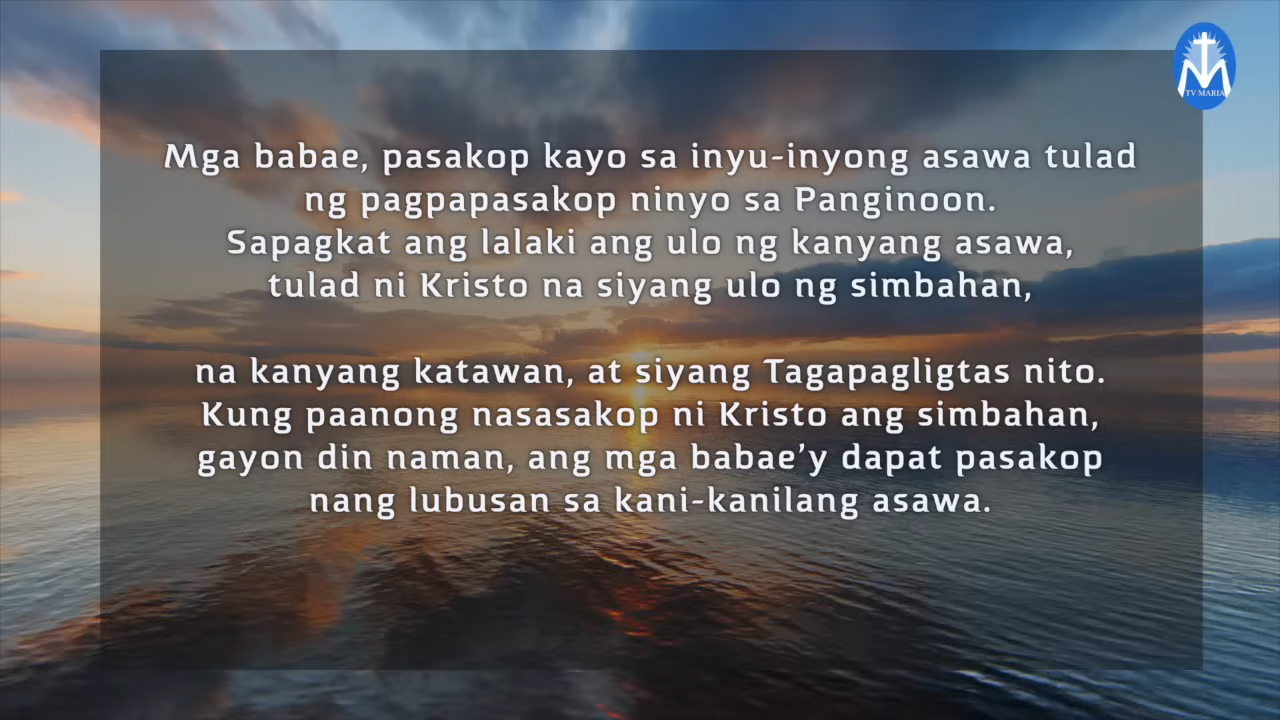 TV MARIA
Mga babae, pasakop kayo sa inyu-inyong asawa tulad
ng pagpapasakop ninyo sa Panginoon.
Sapagkat ang lalaki ang ulo ng kanyang asawa,
tulad ni Kristo na siyang ulo ng simbahan,
na kanyang katawan, at siyang Tagapagligtas nito.
Kung paanong nasasakop ni Kristo ang simbahan,
gayon din naman, ang mga babae’y dapat pasakop
nang lubusan sa kani-kanilang asawa.